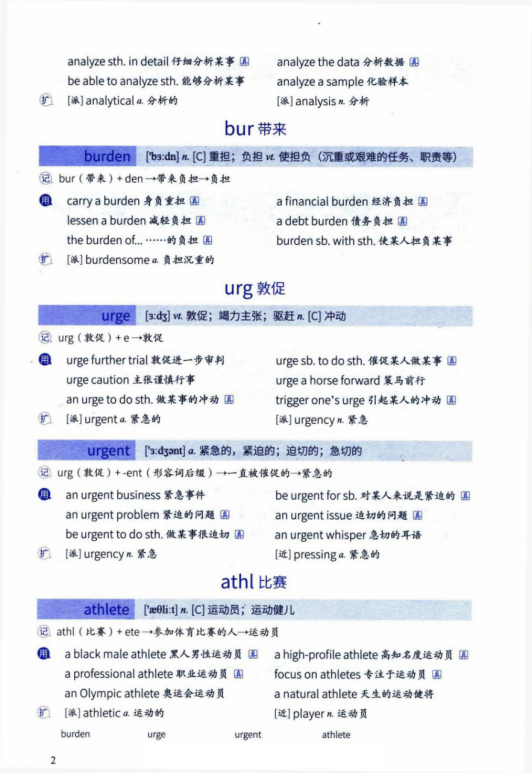 analyze sth. in detail 仔细分析某事 真 analyze the data 分析数据 真
be able to analyze sth. 能够分析某事 analyze a sample 化验样本
扩 [派] analytical a. 分析的 [派] analysis n. 分析
bur 带来
burden ['bɜ:dn] n. [C] 重担；负担 vt. 使担负（沉重或艰难的任务、职责等）
记 bur（带来）+ den→带来负担→负担
用 carry a burden 身负重担 真 a financial burden 经济负担 真
lessen a burden 减轻负担 真 a debt burden 债务负担 真
the burden of... ……的负担 真 burden sb. with sth. 使某人担负某事
扩 [派] burdensome a. 负担沉重的
urg 敦促
urge [ɜ:dʒ] vt. 敦促；竭力主张；驱赶 n. [C] 冲动
记 urg（敦促）+ e→敦促
用 urge further trial 敦促进一步审判 urge sb. to do sth. 催促某人做某事 真
urge caution 主张谨慎行事 urge a horse forward 策马前行
an urge to do sth. 做某事的冲动 真 trigger one's urge 引起某人的冲动 真
扩 [派] urgent a. 紧急的 [派] urgency n. 紧急
urgent ['ɜ:dʒənt] a. 紧急的，紧迫的；迫切的；急切的
记 urg（敦促）+ -ent（形容词后缀）→一直被催促的→紧急的
用 an urgent business 紧急事件 be urgent for sb. 对某人来说是紧迫的 真
an urgent problem 紧迫的问题 真 an urgent issue 迫切的问题 真
be urgent to do sth. 做某事很迫切 真 an urgent whisper 急切的耳语
扩 [派] urgency n. 紧急 [近] pressing a. 紧急的
athl 比赛
athlete ['æθli:t] n. [C] 运动员；运动健儿
记 athl（比赛）+ ete→参加体育比赛的人→运动员
用 a black male athlete 黑人男性运动员 真 a high-profile athlete 高知名度运动员 真
a professional athlete 职业运动员 真 focus on athletes 专注于运动员 真
an Olympic athlete 奥运会运动员 a natural athlete 天生的运动健将
扩 [派] athletic a. 运动的 [近] player n. 运动员
burden urge urgent athlete
2